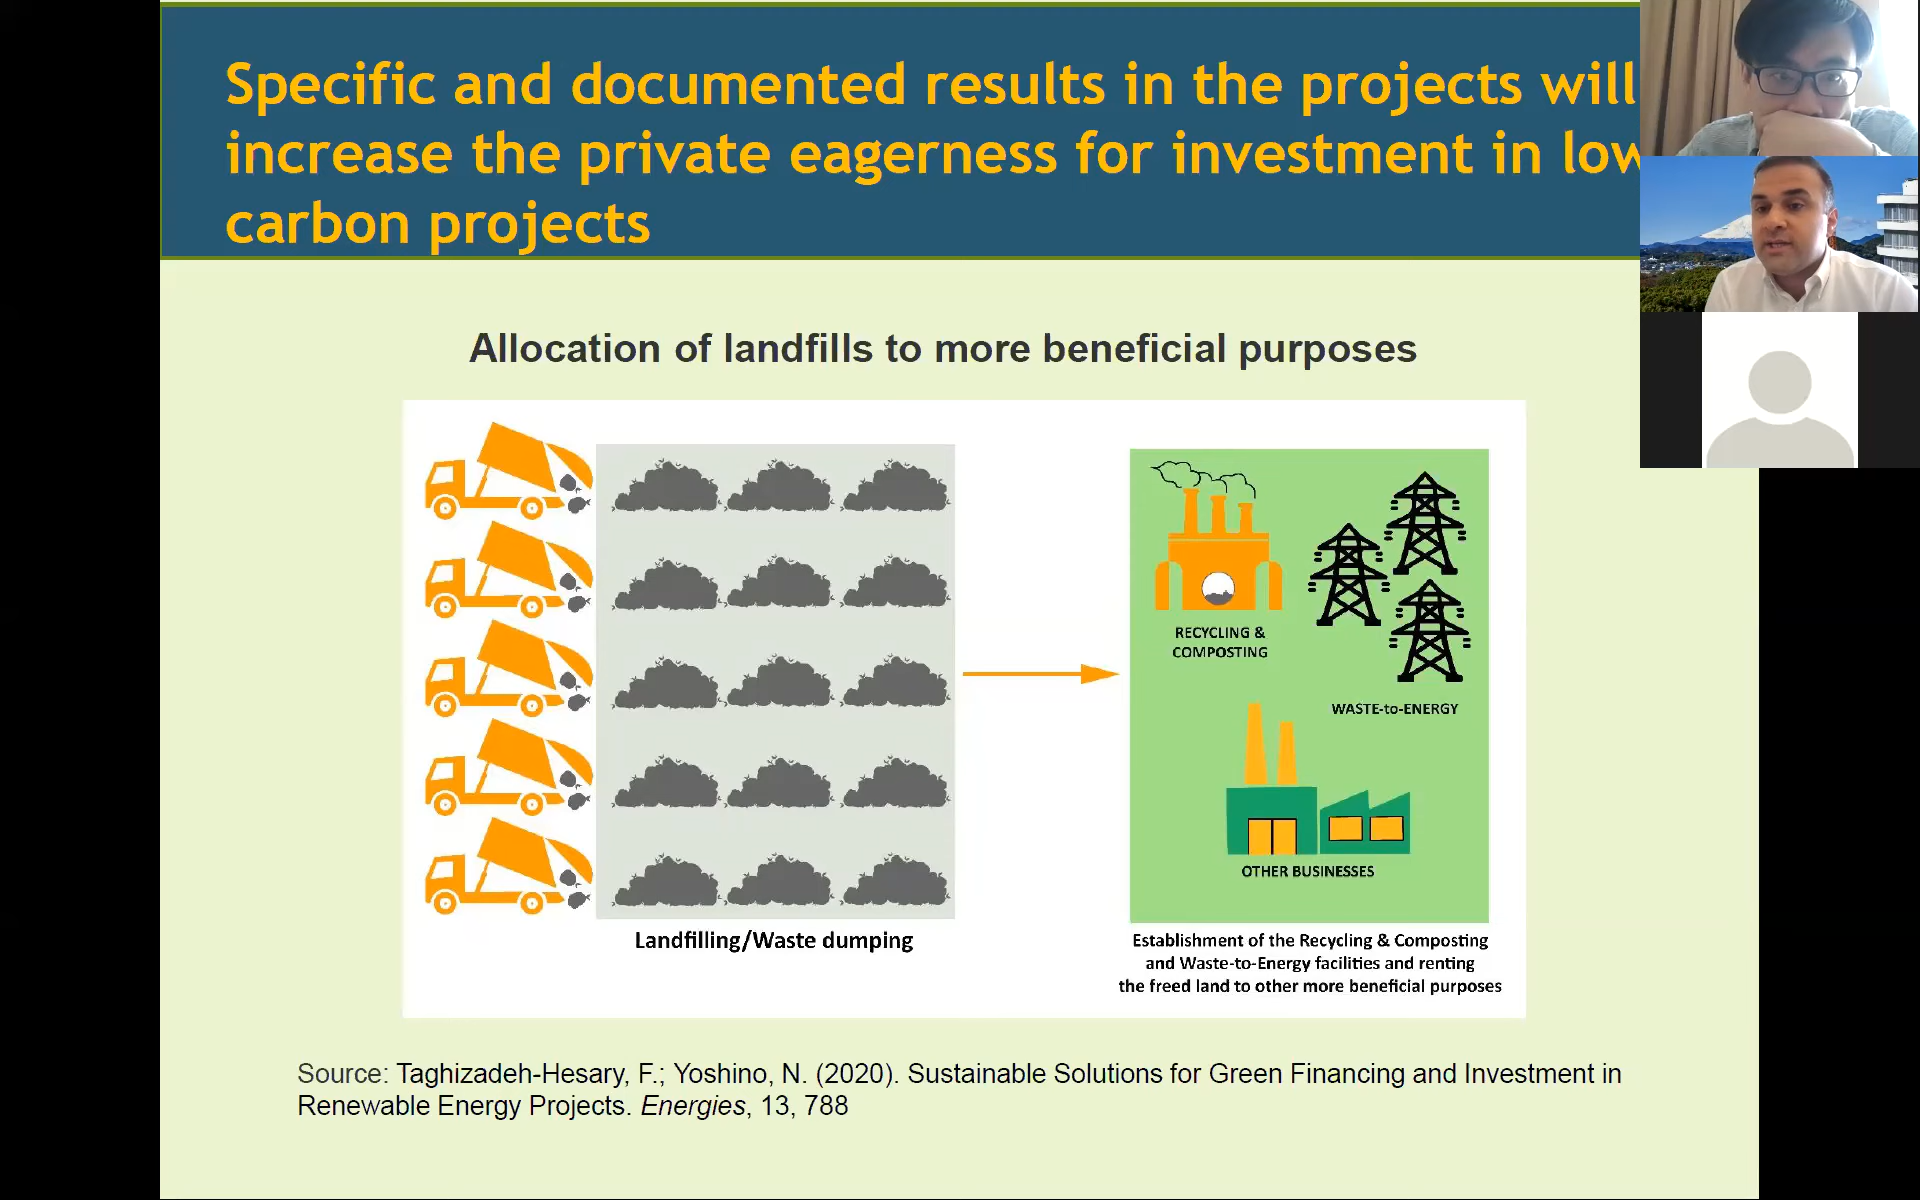 Specific and documented results in the projects will
increase the private eagerness for investment in low
carbon projects
Allocation of landfills to more beneficial purposes
RECYCLING &
COMPOSTING
WASTE-to-ENERGY
OTHER BUSINESSES
Landfilling/Waste dumping
Establishment of the Recycling & Composting
and Waste-to-Energy facilities and renting
the freed land to other more beneficial purposes
Source: Taghizadeh-Hesary, F.; Yoshino, N. (2020). Sustainable Solutions for Green Financing and Investment in
Renewable Energy Projects. Energies, 13, 788